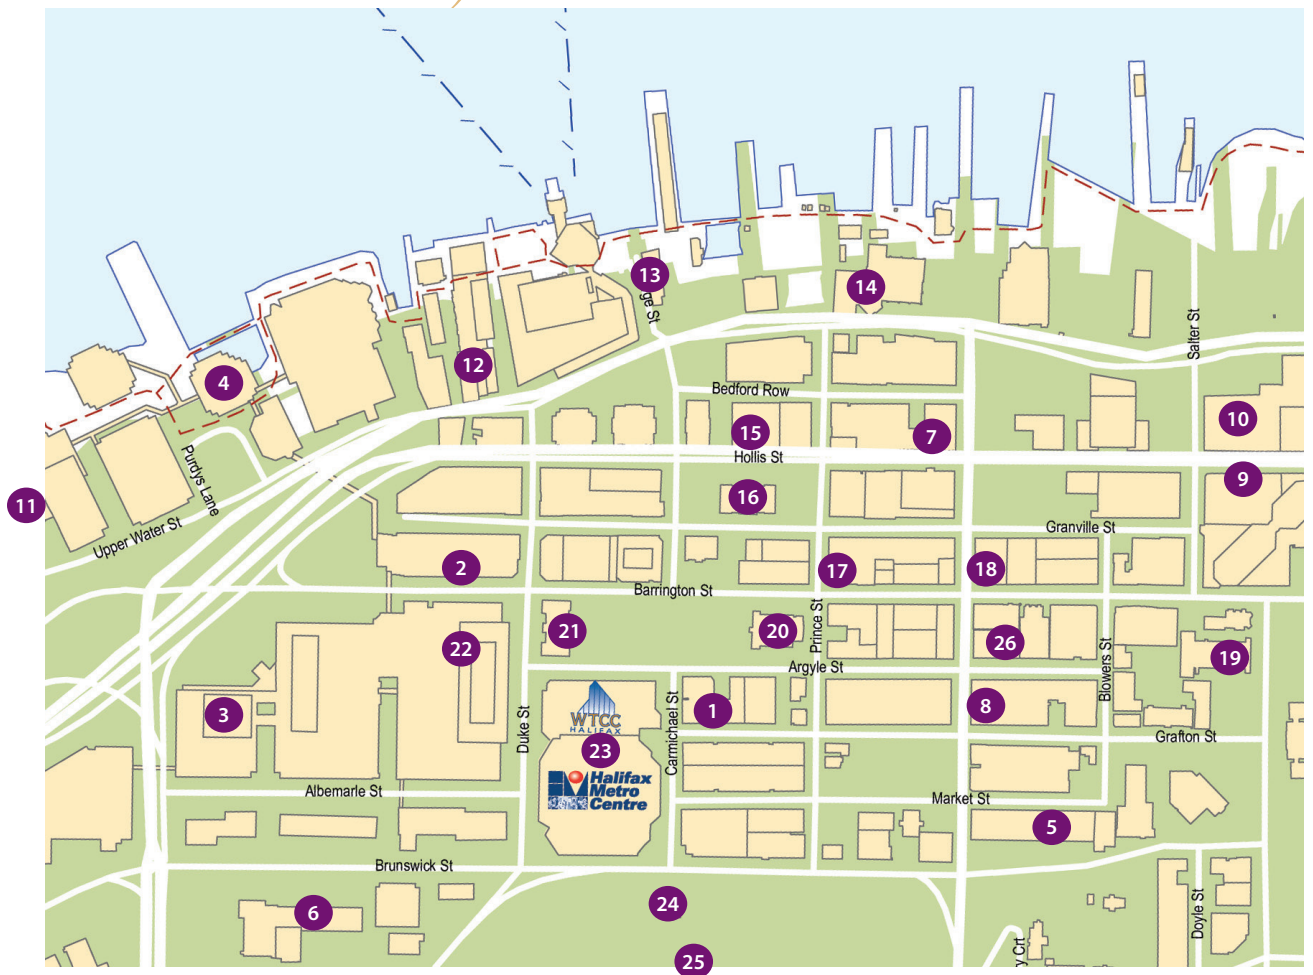 13
ge St
14
Salter St
12
4
Bedford Row
10
15
7
Hollis St
Purdys Lane
9
16
11
Upper Water St
Granville St
2
17
18
Barrington St
Prince St
21
20
26
22
Blowers St
19
Argyle St
3
WTCC
HALIFAX
Carmichael St
1
8
Duke St
23
Grafton St
Halifax
Metro
Centre
Albemarle St
Market St
5
Brunswick St
24
6
Doyle St
25
y Crt